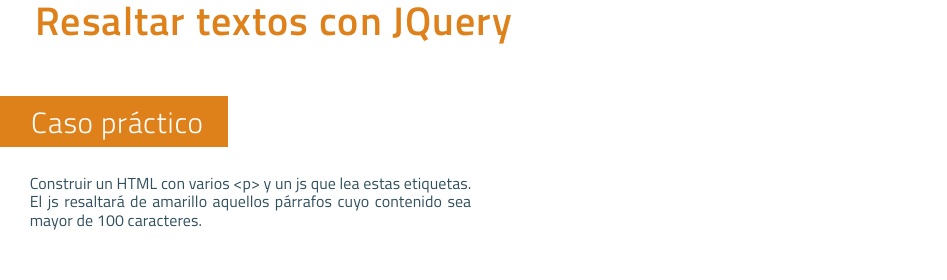 Resaltar textos con JQuery
Caso práctico
Construir un HTML con varios <p> y un js que lea estas etiquetas.
El js resaltará de amarillo aquellos párrafos cuyo contenido sea
mayor de 100 caracteres.